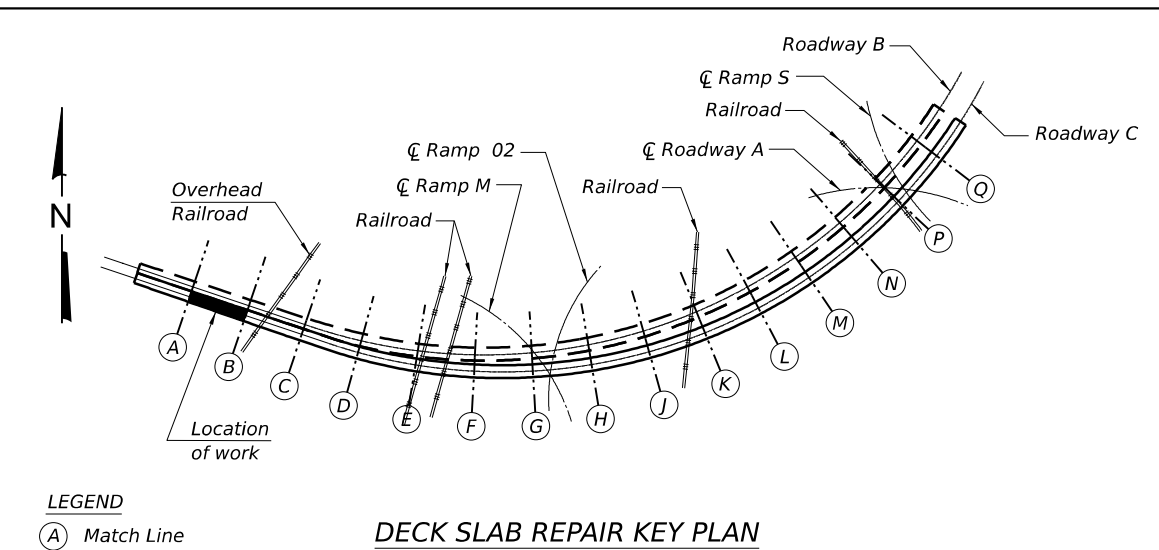 Roadway B
℄ Ramp S
Railroad
Roadway C
℄ Roadway A
℄ Ramp 02
℄ Ramp M
Railroad
Railroad
Overhead
Railroad
N
A
B
C
D
E
F
G
H
J
K
L
M
N
P
Q
Location
of work
LEGEND
A Match Line
DECK SLAB REPAIR KEY PLAN